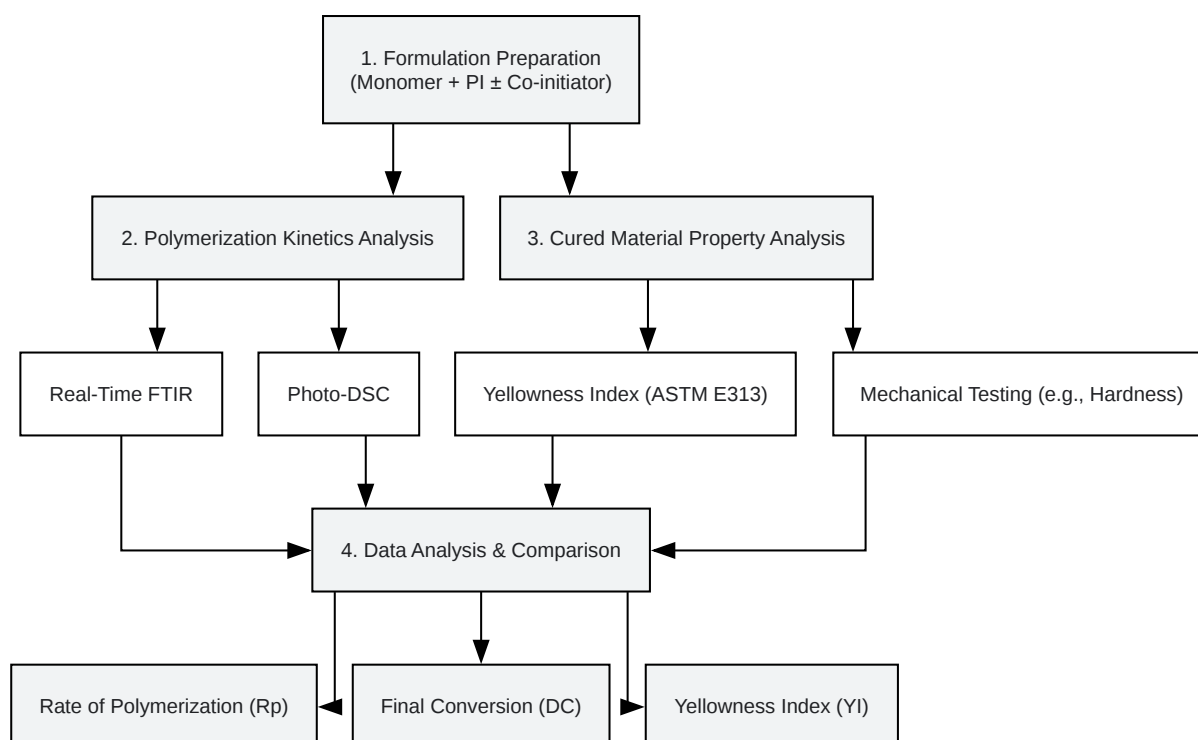 1. Formulation Preparation
(Monomer + PI ± Co-initiator)
2. Polymerization Kinetics Analysis
3. Cured Material Property Analysis
Real-Time FTIR
Photo-DSC
Yellowness Index (ASTM E313)
Mechanical Testing (e.g., Hardness)
4. Data Analysis & Comparison
Rate of Polymerization (Rp)
Final Conversion (DC)
Yellowness Index (YI)